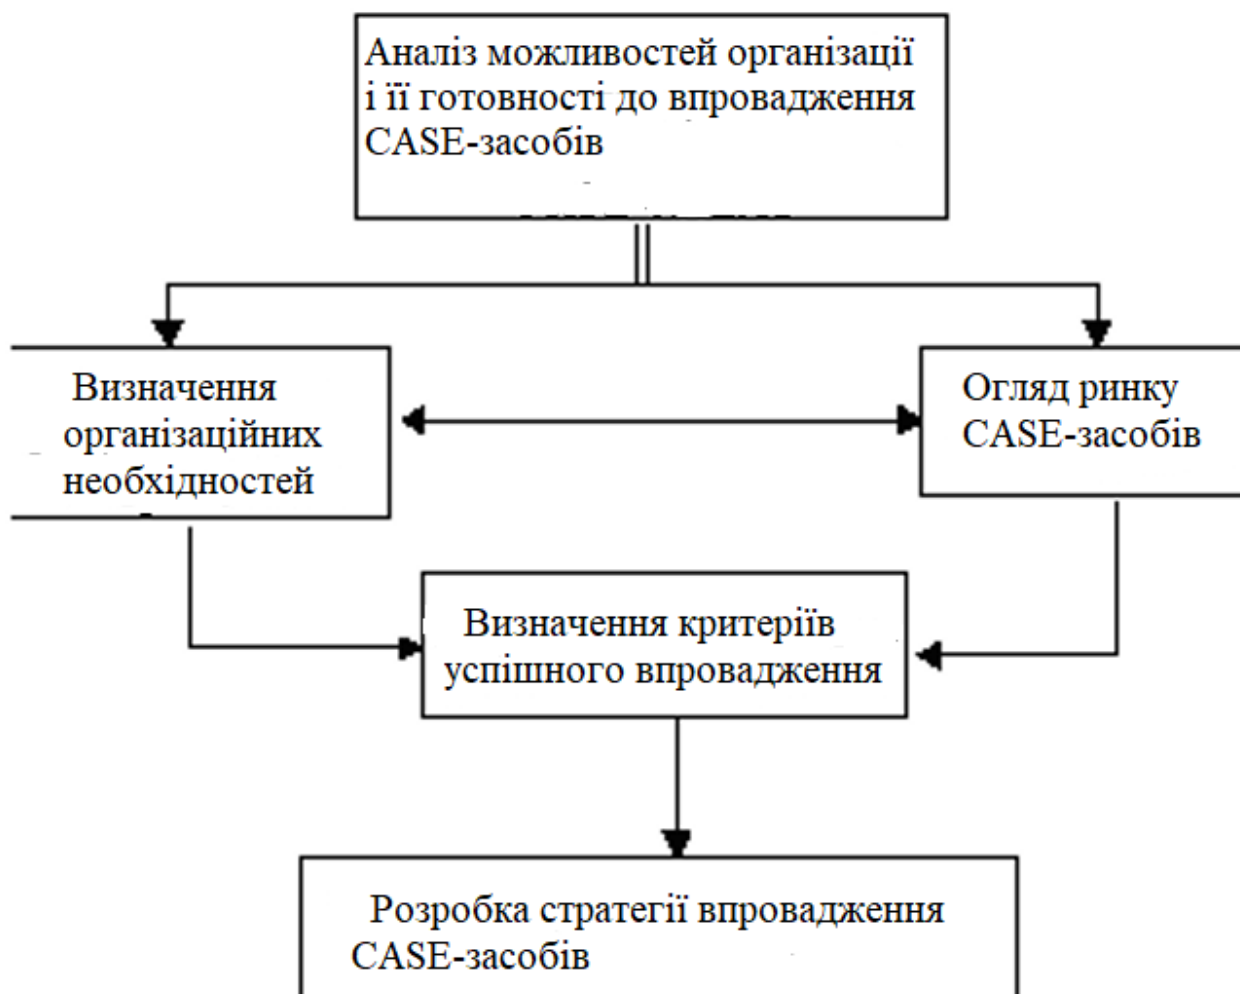 Аналіз можливостей організації
і її готовності до впровадження
CASE-засобів
Визначення
організаційних
необхідностей
Огляд ринку
CASE-засобів
Визначення критеріїв
успішного впровадження
Розробка стратегії впровадження
CASE-засобів